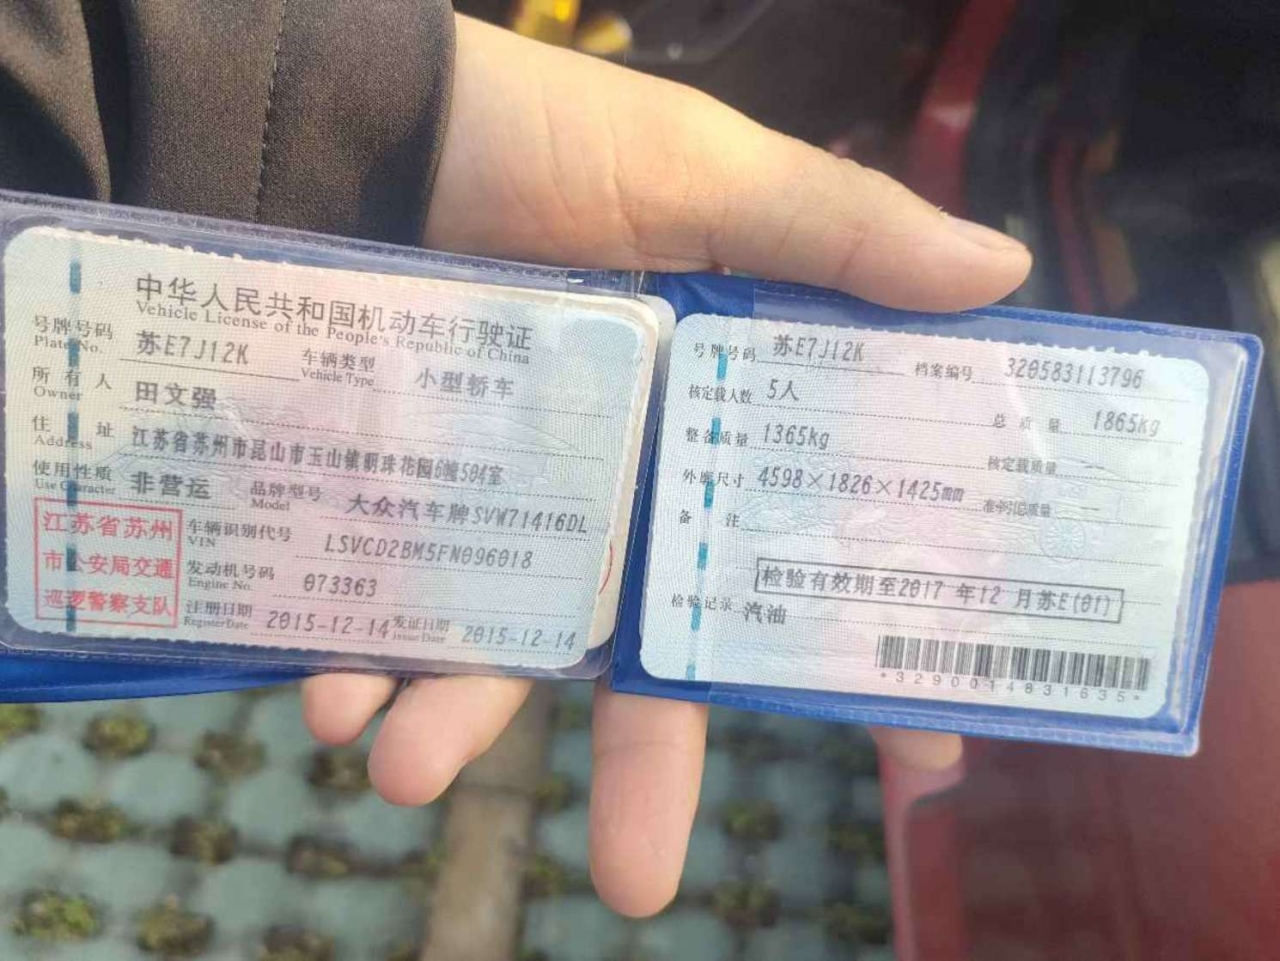 中华人民共和国机动车行驶证
Vehicle License of the People's Republic of China
号牌号码 苏E7J12K 车辆类型 小型轿车
Plate No. Vehicle Type
所有人 田文强
Owner
住址 江苏省苏州市昆山市玉山镇朝珠花园6幢504室
Address
使用性质 非营运 品牌型号 大众汽车牌SVW71416DL
Use Character Model
车辆识别代号 LSVCD2BM5FN096018
VIN
发动机号码 073363
Engine No.
注册日期 2015-12-14 发证日期 2015-12-14
Register Date Issue Date
江苏省苏州
市公安局交通
巡逻警察支队
号牌号码 苏E7J12K 档案编号 320583113796
核定载人数 5人 总质量 1865kg
整备质量 1365kg 核定载质量 --
外廓尺寸 4598×1826×1425mm 准牵引总质量 --
备注
检验有效期至2017年12月苏E(01)
检验记录 汽油
*3290014831635*